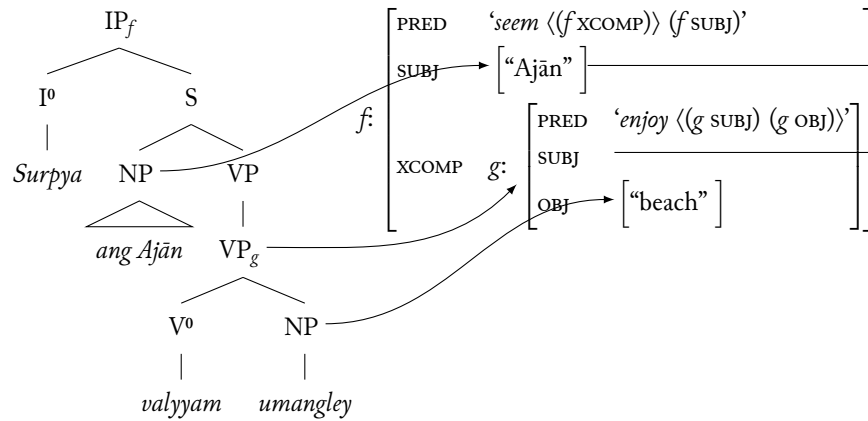 IPf
PRED ‘seem ⟨(f XCOMP)⟩ (f SUBJ)’
SUBJ [“Ajān”]
I⁰ S
f:
PRED ‘enjoy ⟨(g SUBJ) (g OBJ)⟩’
Surpya NP VP
XCOMP g: SUBJ
OBJ [“beach”]
ang Ajān VPg
V⁰ NP
valyyam umangley